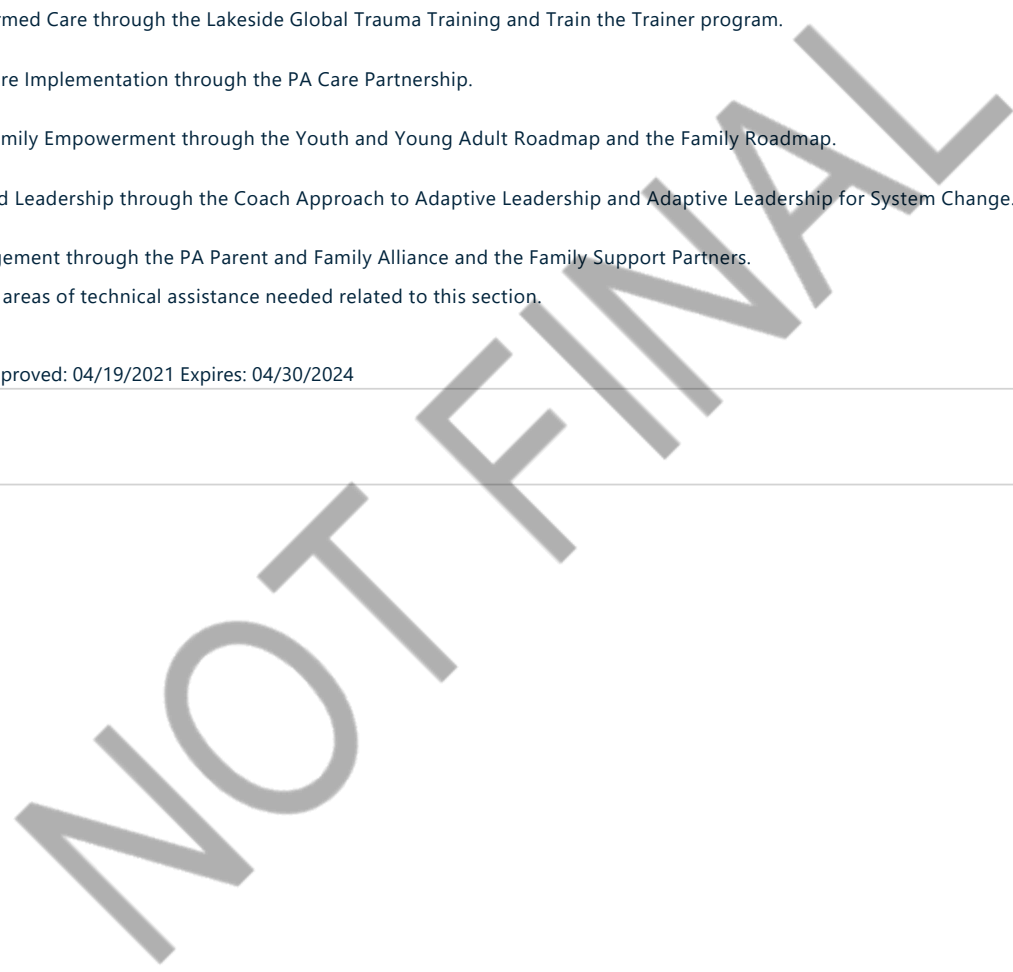 rmed Care through the Lakeside Global Trauma Training and Train the Trainer program.
re Implementation through the PA Care Partnership.
mily Empowerment through the Youth and Young Adult Roadmap and the Family Roadmap.
d Leadership through the Coach Approach to Adaptive Leadership and Adaptive Leadership for System Change.
gement through the PA Parent and Family Alliance and the Family Support Partners.
areas of technical assistance needed related to this section.
proved: 04/19/2021 Expires: 04/30/2024
NOT FINAL